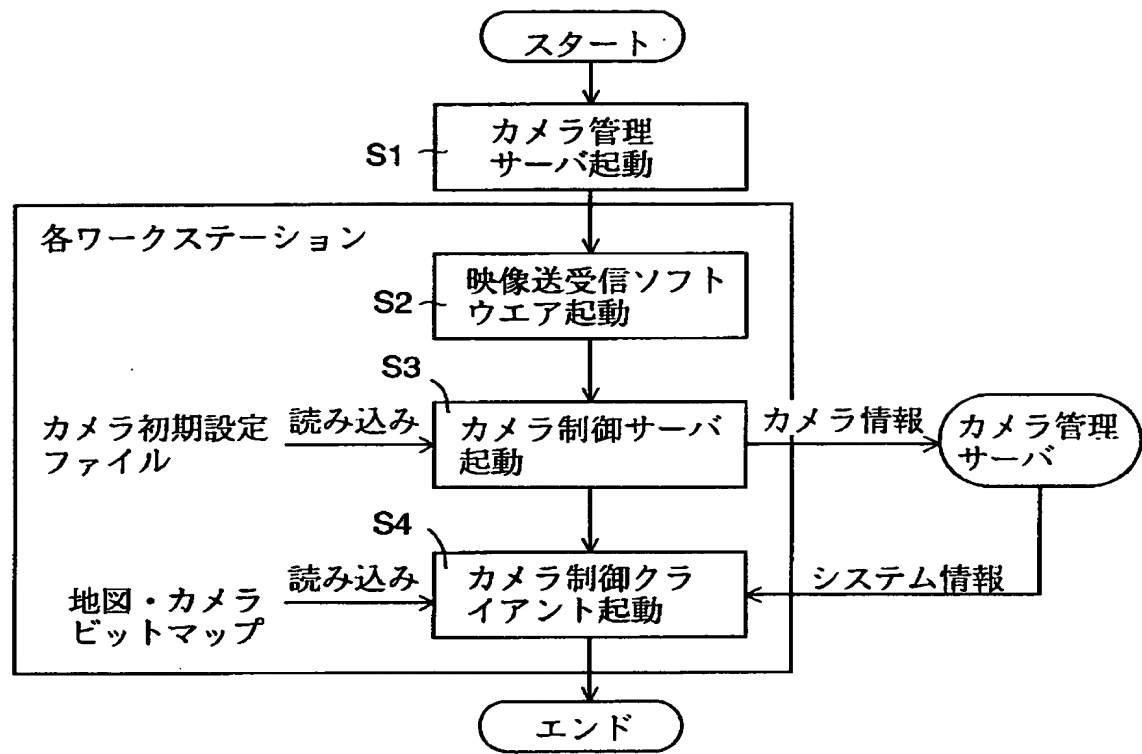 スタート
S1
カメラ管理
サーバ起動
各ワークステーション
S2
映像送受信ソフト
ウエア起動
S3
カメラ初期設定
ファイル
読み込み
カメラ制御サーバ
起動
カメラ情報
カメラ管理
サーバ
S4
地図・カメラ
ビットマップ
読み込み
カメラ制御クラ
イアント起動
システム情報
エンド